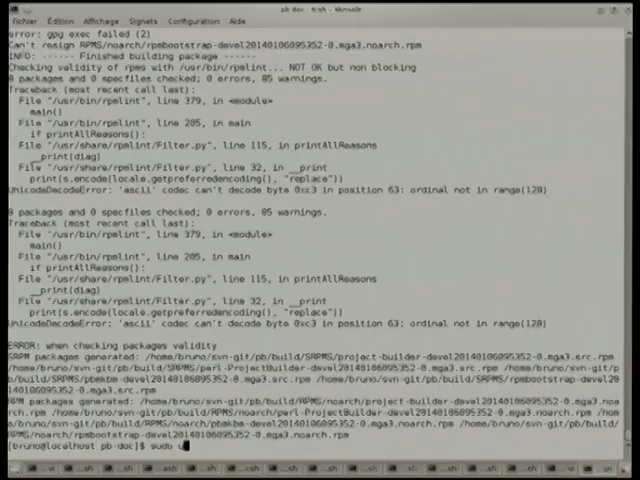 pb-doc : tcsh - Konsole
Fichier Édition Affichage Signets Configuration Aide
error: gpg exec failed (2)
Can't resign RPMS/noarch/rpmbootstrap-devel20140106095352-0.mga3.noarch.rpm
INFO: ------ Finished building package ------
Checking validity of rpms with /usr/bin/rpmlint... NOT OK but non blocking
8 packages and 0 specfiles checked; 0 errors, 85 warnings.
Traceback (most recent call last):
File "/usr/bin/rpmlint", line 379, in <module>
main()
File "/usr/bin/rpmlint", line 205, in main
if printAllReasons():
File "/usr/share/rpmlint/Filter.py", line 115, in printAllReasons
__print(diag)
File "/usr/share/rpmlint/Filter.py", line 32, in __print
print(s.encode(locale.getpreferredencoding(), "replace"))
UnicodeDecodeError: 'ascii' codec can't decode byte 0xc3 in position 63: ordinal not in range(128)
8 packages and 0 specfiles checked; 0 errors, 85 warnings.
Traceback (most recent call last):
File "/usr/bin/rpmlint", line 379, in <module>
main()
File "/usr/bin/rpmlint", line 205, in main
if printAllReasons():
File "/usr/share/rpmlint/Filter.py", line 115, in printAllReasons
__print(diag)
File "/usr/share/rpmlint/Filter.py", line 32, in __print
print(s.encode(locale.getpreferredencoding(), "replace"))
UnicodeDecodeError: 'ascii' codec can't decode byte 0xc3 in position 63: ordinal not in range(128)
ERROR: when checking packages validity
SRPM packages generated: /home/bruno/svn-git/pb/build/SRPMS/project-builder-devel20140106095352-0.mga3.src.rpm
/home/bruno/svn-git/pb/build/SRPMS/perl-ProjectBuilder-devel20140106095352-0.mga3.src.rpm /home/bruno/svn-git/pb
/build/SRPMS/pbmkbm-devel20140106095352-0.mga3.src.rpm /home/bruno/svn-git/pb/build/SRPMS/rpmbootstrap-devel20
140106095352-0.mga3.src.rpm
RPM packages generated: /home/bruno/svn-git/pb/build/RPMS/noarch/project-builder-devel20140106095352-0.mga3.noa
rch.rpm /home/bruno/svn-git/pb/build/RPMS/noarch/perl-ProjectBuilder-devel20140106095352-0.mga3.noarch.rpm /hom
e/bruno/svn-git/pb/build/RPMS/noarch/pbmkbm-devel20140106095352-0.mga3.noarch.rpm /home/bruno/svn-git/pb/build
/RPMS/noarch/rpmbootstrap-devel20140106095352-0.mga3.noarch.rpm
[bruno@localhost pb-doc]$ sudo u